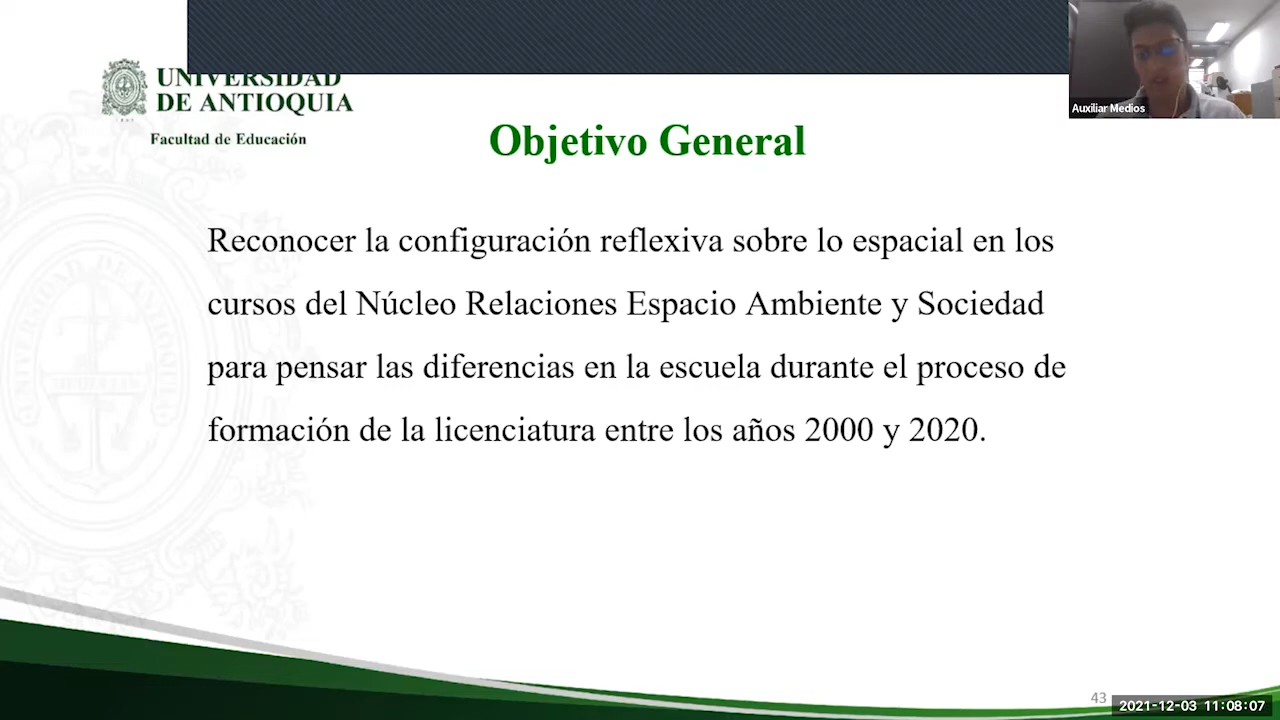 UNIVERSIDAD
DE ANTIOQUIA
Facultad de Educación
Auxiliar Medios
Objetivo General
Reconocer la configuración reflexiva sobre lo espacial en los
cursos del Núcleo Relaciones Espacio Ambiente y Sociedad
para pensar las diferencias en la escuela durante el proceso de
formación de la licenciatura entre los años 2000 y 2020.
43
2021-12-03 11:08:07